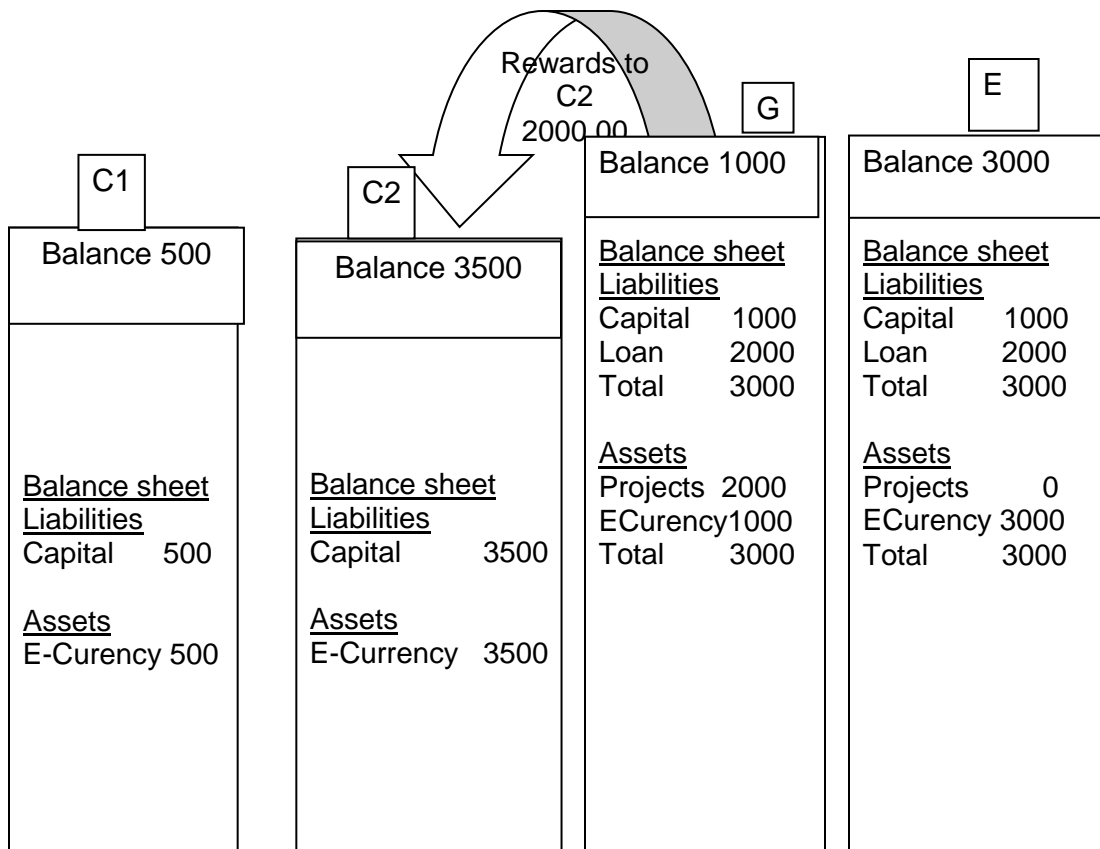 Rewards to
C2
2000.00
C1
Balance 500
Balance sheet
Liabilities
Capital 500
Assets
E-Curency 500
C2
Balance 3500
Balance sheet
Liabilities
Capital 3500
Assets
E-Currency 3500
G
Balance 1000
Balance sheet
Liabilities
Capital 1000
Loan 2000
Total 3000
Assets
Projects 2000
ECurency1000
Total 3000
E
Balance 3000
Balance sheet
Liabilities
Capital 1000
Loan 2000
Total 3000
Assets
Projects 0
ECurency 3000
Total 3000